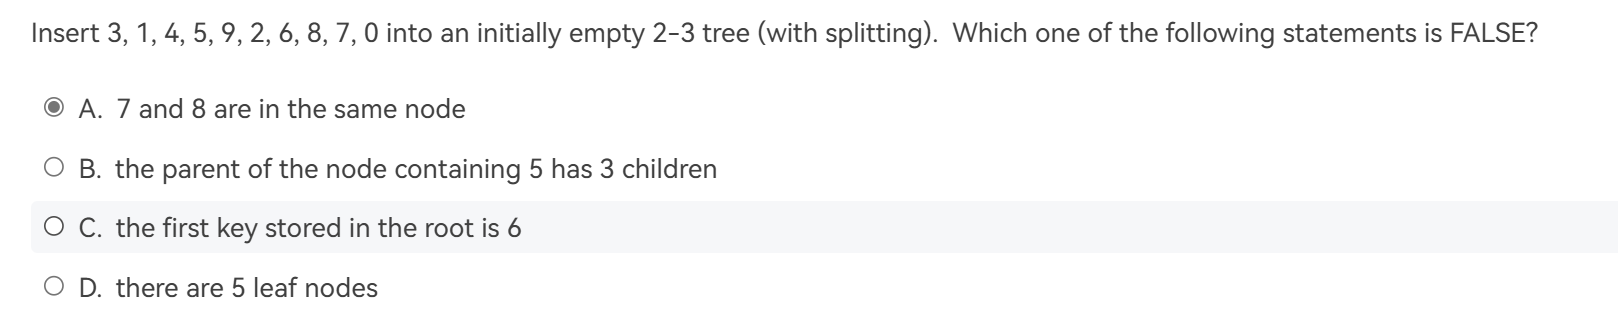 Insert 3, 1, 4, 5, 9, 2, 6, 8, 7, 0 into an initially empty 2-3 tree (with splitting).  Which one of the following statements is FALSE?
A. 7 and 8 are in the same node
B. the parent of the node containing 5 has 3 children
C. the first key stored in the root is 6
D. there are 5 leaf nodes